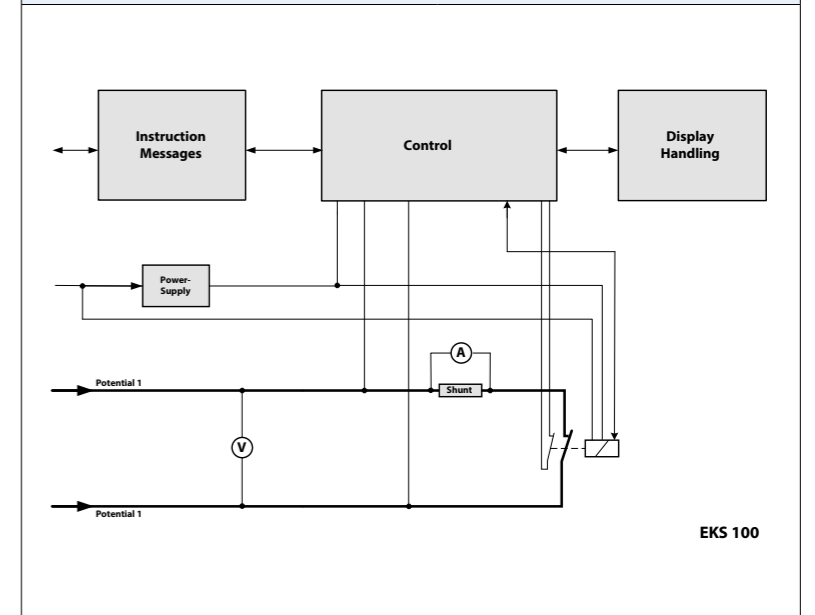 Instruction
Messages
Control
Display
Handling
Power-
Supply
A
Potential 1
Shunt
V
Potential 1
EKS 100